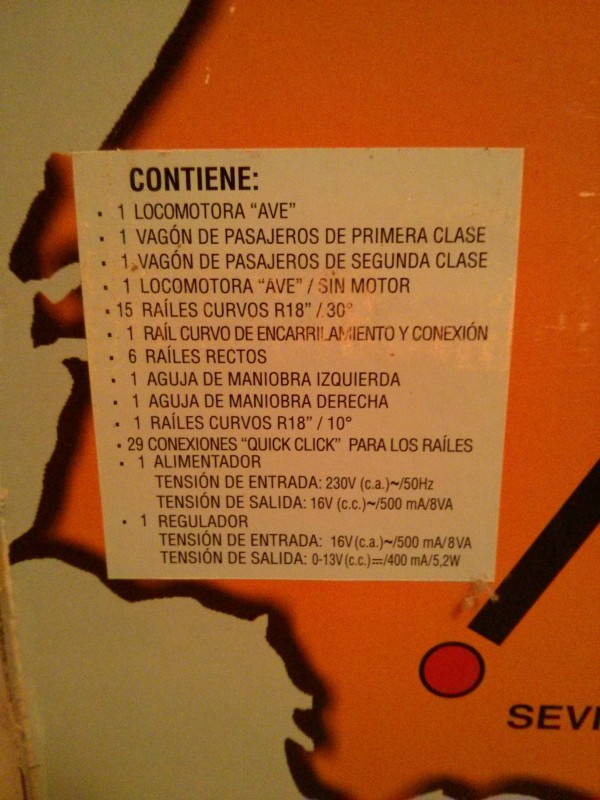 CONTIENE:
· 1 LOCOMOTORA "AVE"
· 1 VAGÓN DE PASAJEROS DE PRIMERA CLASE
· 1 VAGÓN DE PASAJEROS DE SEGUNDA CLASE
· 1 LOCOMOTORA "AVE" / SIN MOTOR
· 15 RAÍLES CURVOS R18" / 30°
· 1 RAÍL CURVO DE ENCARRILAMIENTO Y CONEXIÓN
· 6 RAÍLES RECTOS
· 1 AGUJA DE MANIOBRA IZQUIERDA
· 1 AGUJA DE MANIOBRA DERECHA
· 1 RAÍLES CURVOS R18" / 10°
· 29 CONEXIONES "QUICK CLICK" PARA LOS RAÍLES
· 1 ALIMENTADOR
TENSIÓN DE ENTRADA: 230V (c.a.)~/50Hz
TENSIÓN DE SALIDA: 16V (c.c.)~/500 mA/8VA
· 1 REGULADOR
TENSIÓN DE ENTRADA: 16V(c.a.)~/500 mA/8VA
TENSIÓN DE SALIDA: 0-13V(c.c.)⎓/400 mA/5,2W
SEVI